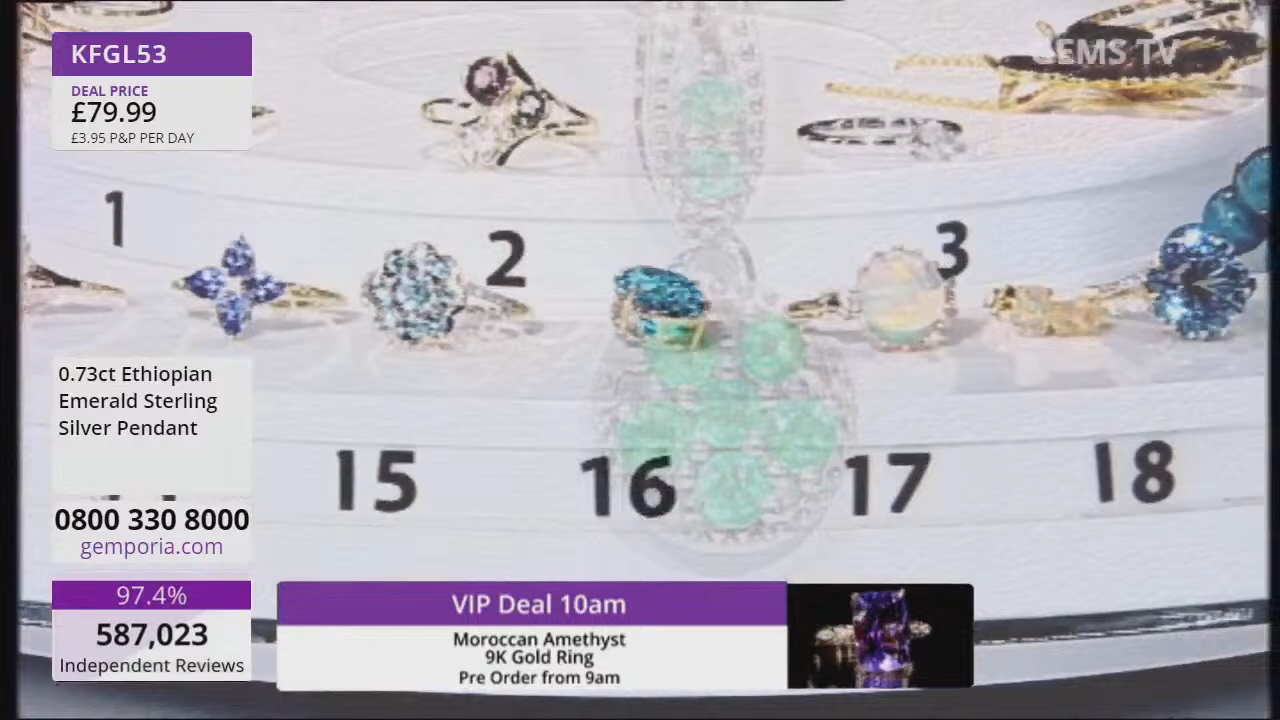 KFGL53
DEAL PRICE
£79.99
£3.95 P&P PER DAY
GEMS TV
1
2
3
0.73ct Ethiopian
Emerald Sterling
Silver Pendant
15
16
17
18
0800 330 8000
gemporia.com
97.4%
587,023
Independent Reviews
VIP Deal 10am
Moroccan Amethyst
9K Gold Ring
Pre Order from 9am